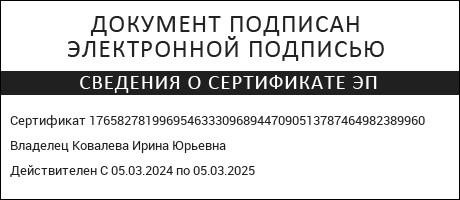 ДОКУМЕНТ ПОДПИСАН
ЭЛЕКТРОННОЙ ПОДПИСЬЮ
СВЕДЕНИЯ О СЕРТИФИКАТЕ ЭП
Сертификат 176582781996954633309689447090513787464982389960
Владелец Ковалева Ирина Юрьевна
Действителен С 05.03.2024 по 05.03.2025